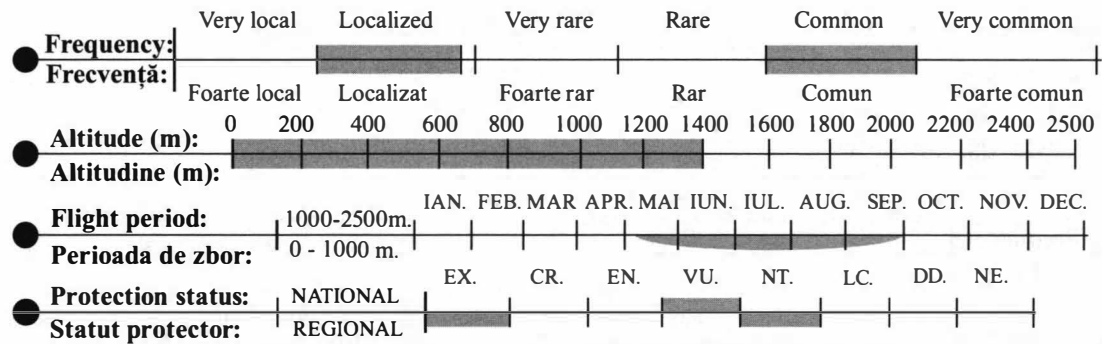 Very local Localized Very rare Rare Common Very common
Frequency:
Frecvență:
Foarte local Localizat Foarte rar Rar Comun Foarte comun
Altitude (m): 0 200 400 600 800 1000 1200 1400 1600 1800 2000 2200 2400 2500
Altitudine (m):
IAN. FEB. MAR APR. MAI IUN. IUL. AUG. SEP. OCT. NOV. DEC.
Flight period: 1000-2500m.
Perioada de zbor: 0 - 1000 m.
EX. CR. EN. VU. NT. LC. DD. NE.
Protection status: NATIONAL
Statut protector: REGIONAL